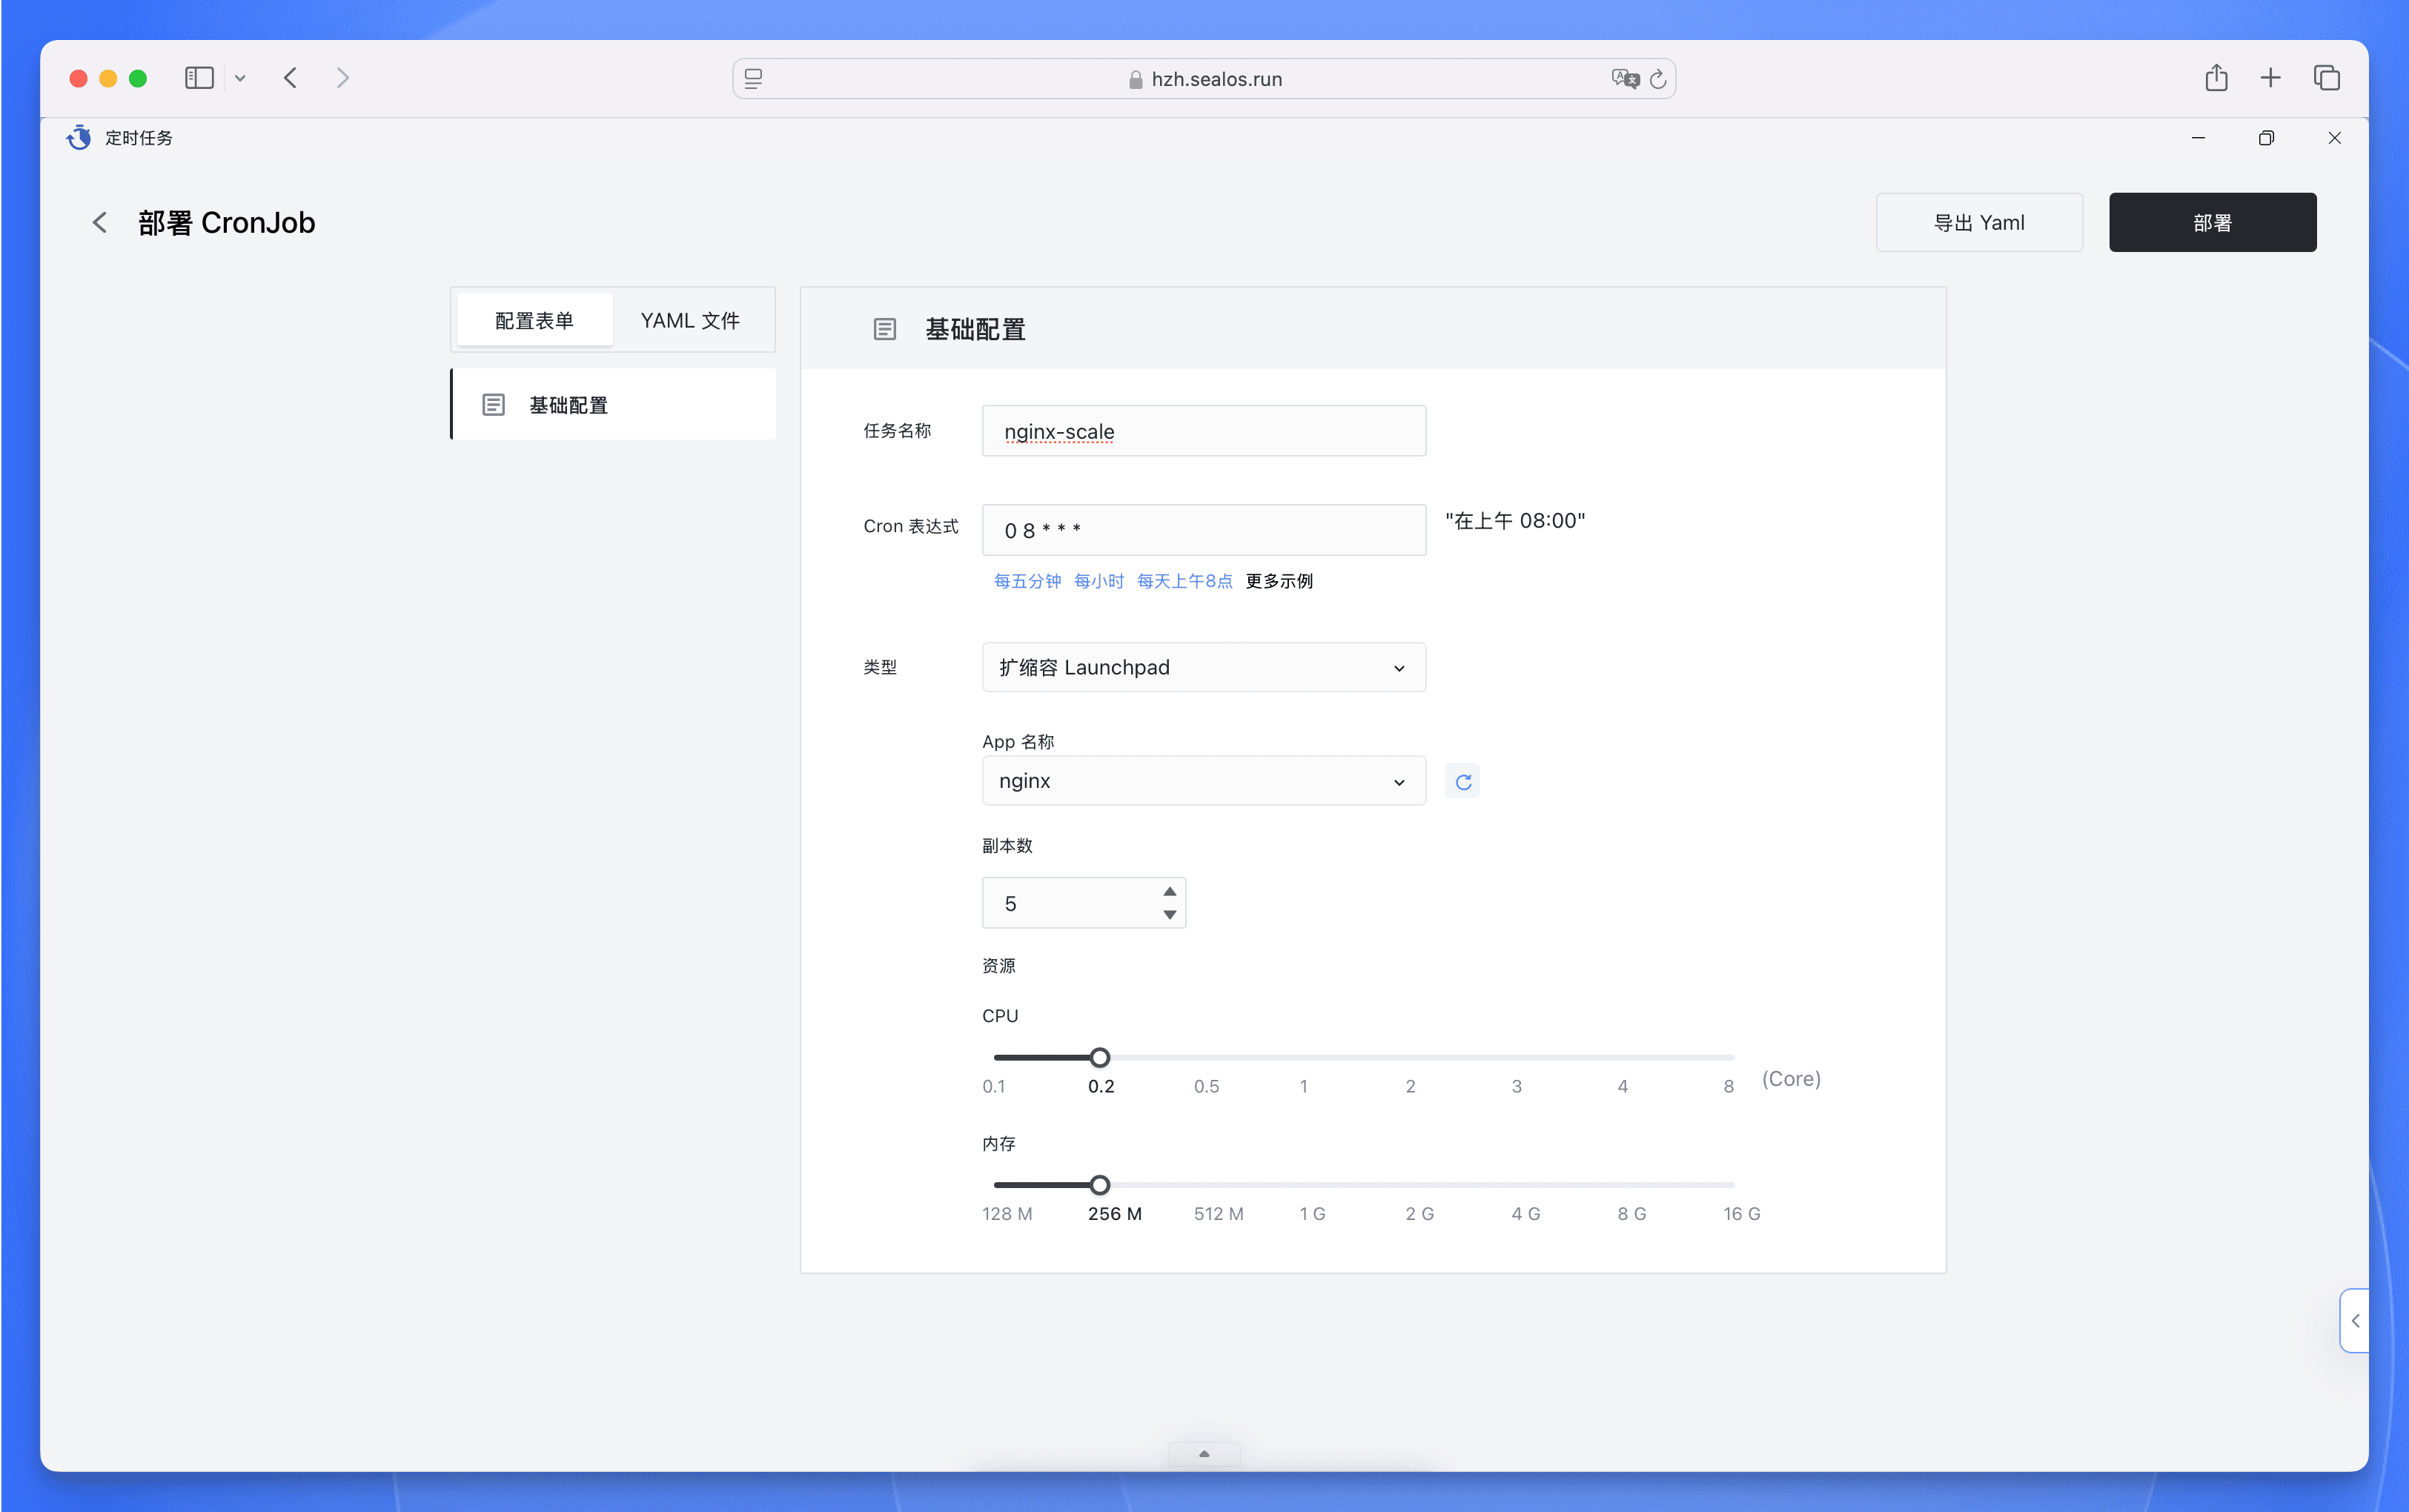 hzh.sealos.run
定时任务
部署 CronJob
导出 Yaml
部署
配置表单
YAML 文件
基础配置
基础配置
任务名称
nginx-scale
Cron 表达式
0 8 * * *
"在上午 08:00"
每五分钟 每小时 每天上午8点 更多示例
类型
扩缩容 Launchpad
App 名称
nginx
副本数
5
资源
CPU
0.1 0.2 0.5 1 2 3 4 8 (Core)
内存
128 M 256 M 512 M 1 G 2 G 4 G 8 G 16 G